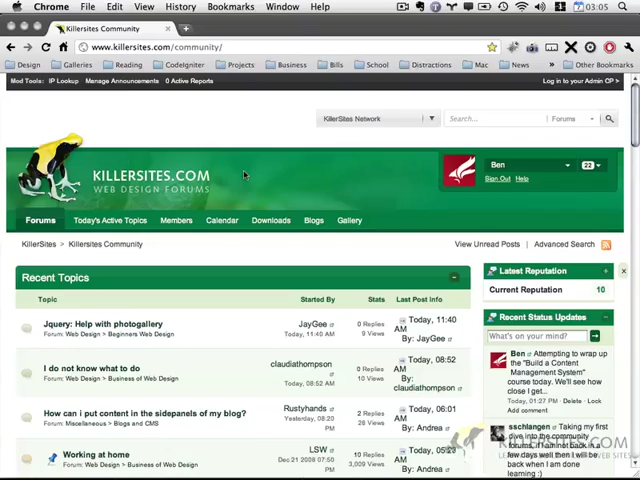 Chrome File Edit View History Bookmarks Window Help 03:05
Killersites Community
www.killersites.com/community/
Design Galleries Reading CodeIgniter Projects Business Bills School Distractions Mac News » Other Bookmarks
Mod Tools: IP Lookup Manage Announcements 0 Active Reports Log in to your Admin CP >
KillerSites Network Search... Forums
KILLERSITES.COM
WEB DESIGN FORUMS
Ben 22
Sign Out Help
Forums Today's Active Topics Members Calendar Downloads Blogs Gallery
KillerSites > Killersites Community View Unread Posts Advanced Search
Recent Topics
Topic Started By Stats Last Post Info
Jquery: Help with photogallery
Forum: Web Design > Beginners Web Design
JayGee
Today, 11:40 AM
0 Replies
9 Views
Today, 11:40
AM
By: JayGee
I do not know what to do
Forum: Web Design > Business of Web Design
claudiathompson
Today, 08:52 AM
0 Replies
10 Views
Today, 08:52
AM
By:
claudiathompson
How can i put content in the sidepanels of my blog?
Forum: Miscellaneous > Blogs and CMS
Rustyhands
Yesterday, 08:20
PM
2 Replies
28 Views
Today, 06:01
AM
By: Andrea
Working at home
Forum: Web Design > Business of Web Design
LSW
Dec 21 2008 07:50
PM
10 Replies
3,009 Views
Today, 05:23
AM
By: Andrea
Latest Reputation
Current Reputation 10
Recent Status Updates
What's on your mind?
Ben Attempting to wrap up
the "Build a Content
Management System"
course today. We'll see how
close I get...
Today, 01:27 PM Delete Lock
Add comment
sschlangen Taking my first
dive into the community
forums, I am not back in a
few days well then I will be
back when I am done
learning :)
KILLERSITES.COM